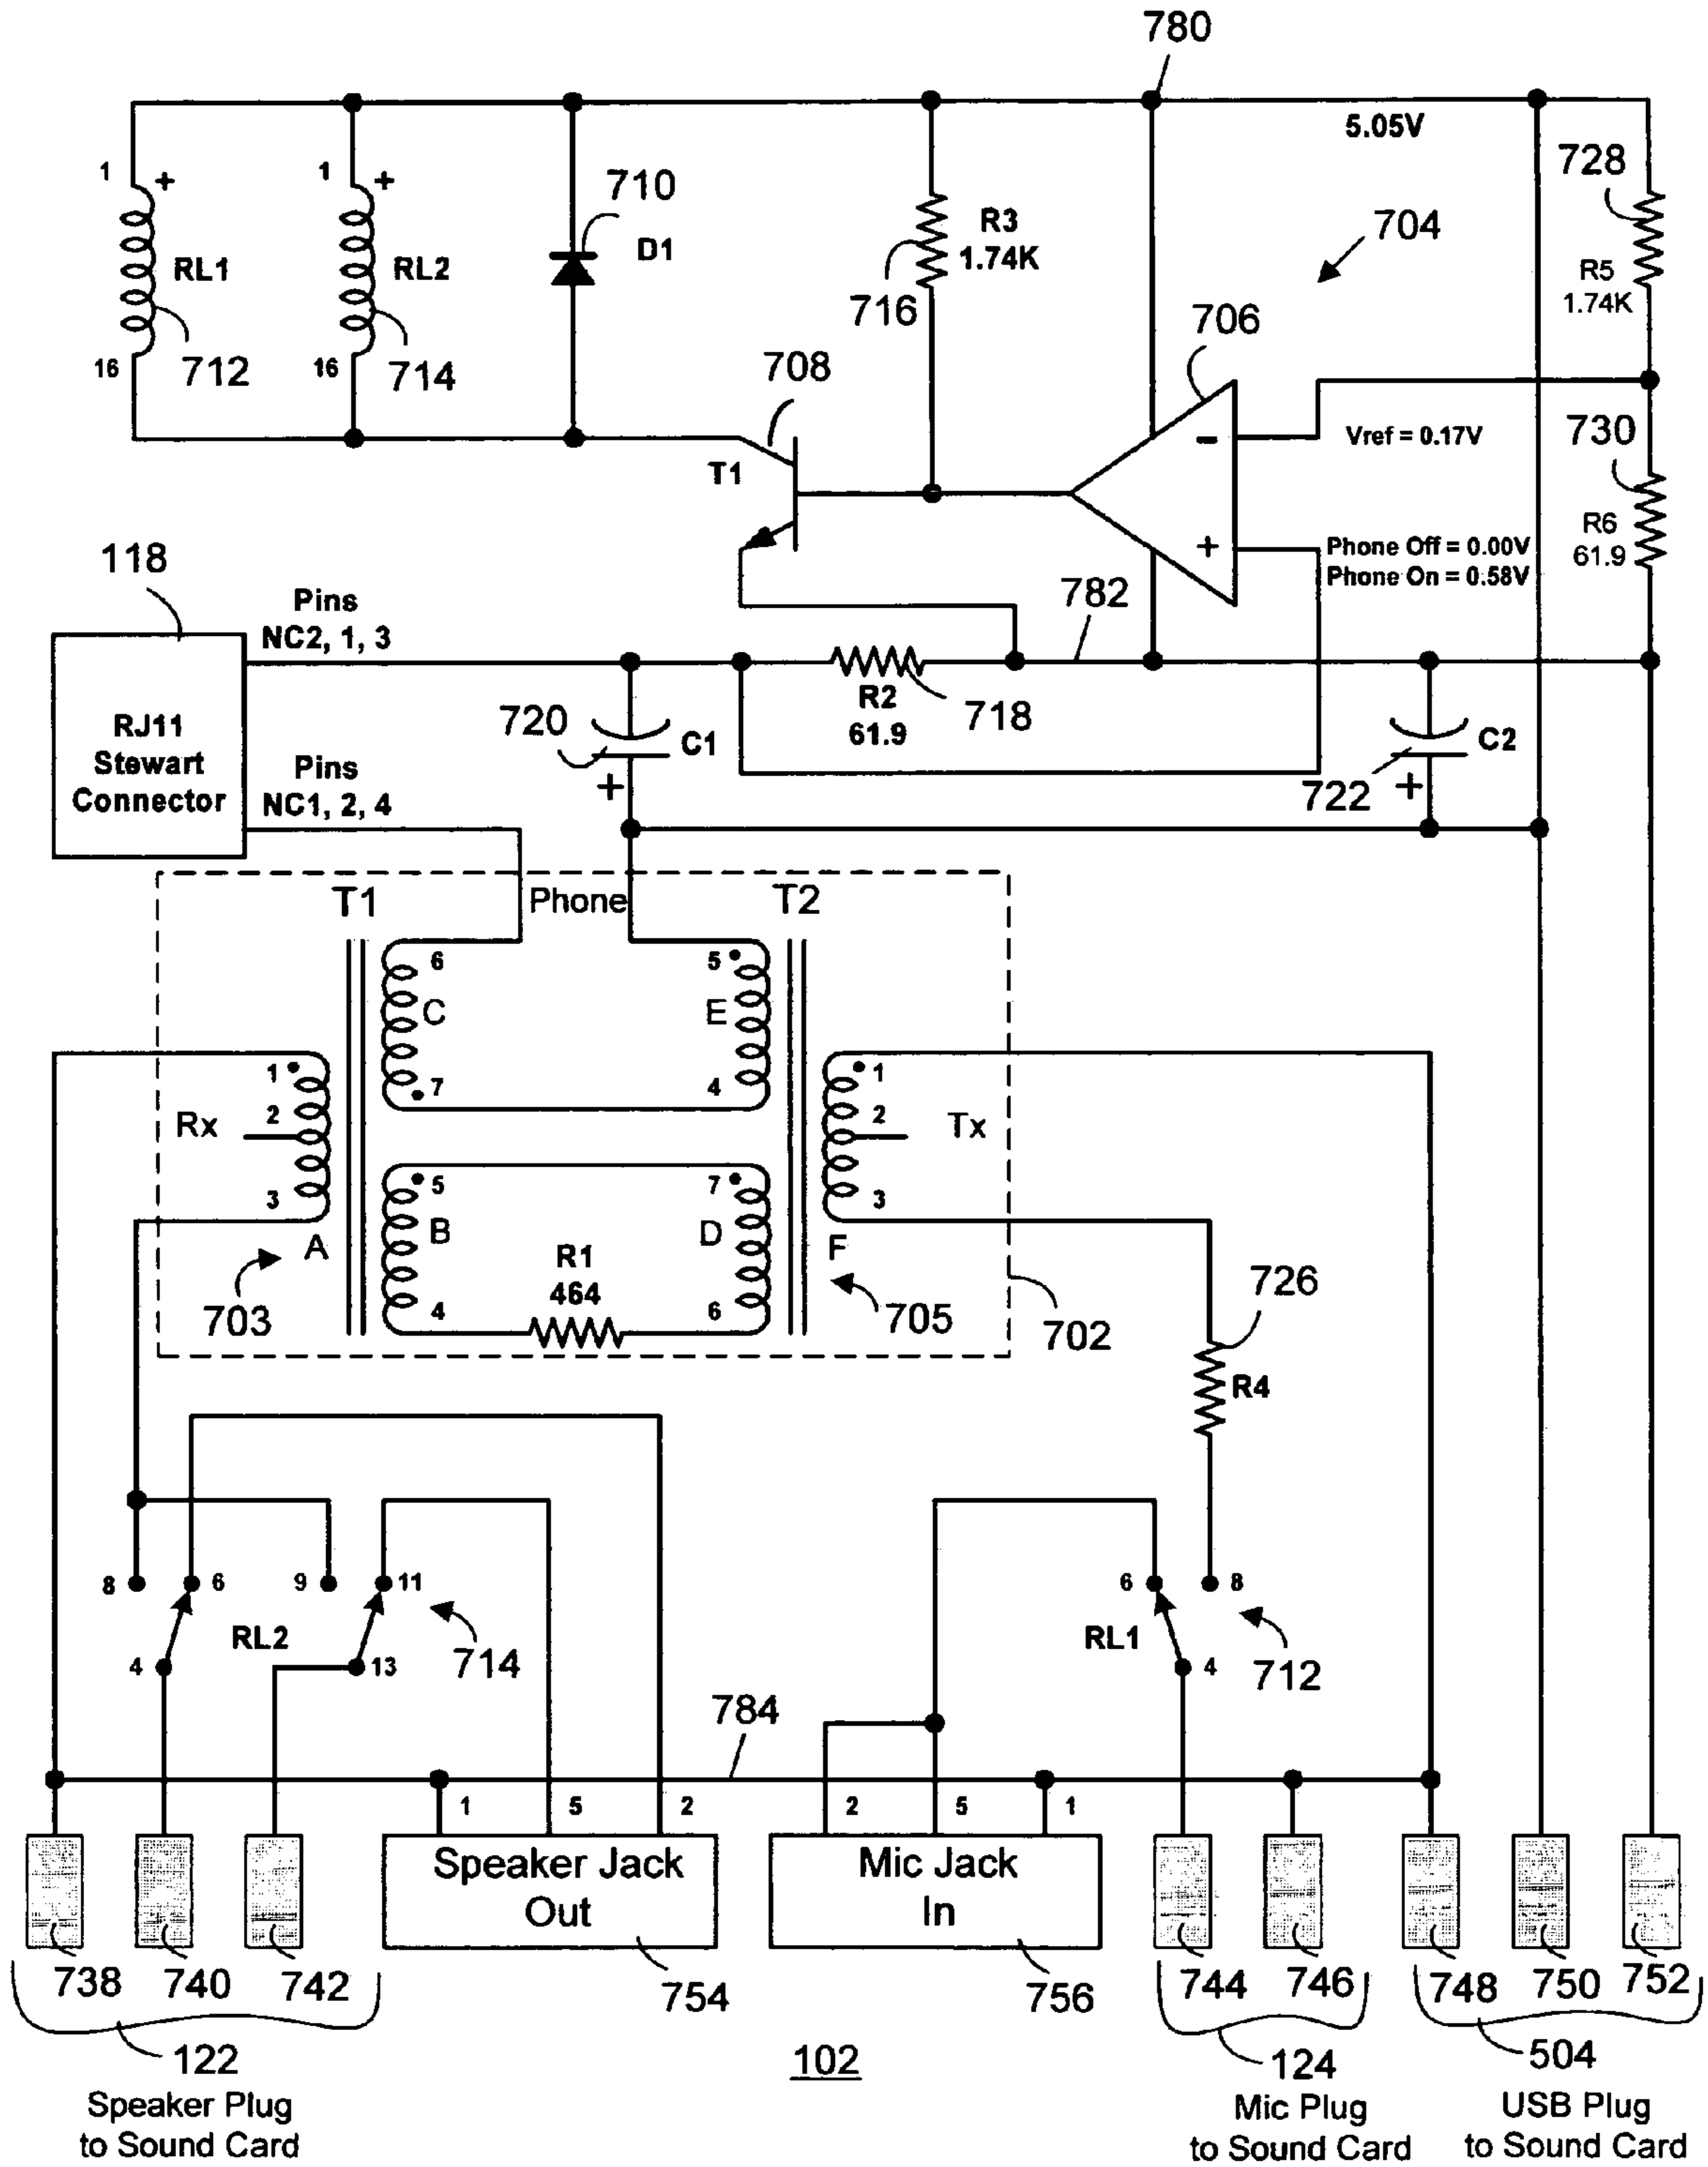 780
5.05V
728
1
+
1
+
710
D1
704
R3
1.74K
RL1
RL2
R5
1.74K
716
706
16
712
16
714
708
−
Vref = 0.17V
730
T1
R6
61.9
+
Phone Off = 0.00V
Phone On = 0.58V
118
Pins
NC2, 1, 3
782
R2
61.9
718
720
C1
C2
RJ11
Stewart
Connector
Pins
NC1, 2, 4
+
722
+
T1
Phone
T2
6
5
C
E
7
4
1
1
Rx
2
2
Tx
3
5
7
3
A
B
D
F
R1
464
726
703
4
6
705
702
R4
8
6
9
11
6
8
RL2
714
RL1
712
4
13
4
784
1
5
2
2
5
1
Speaker Jack
Out
Mic Jack
In
738
740
742
754
756
744
746
748
750
752
122
Speaker Plug
to Sound Card
102
124
Mic Plug
to Sound Card
504
USB Plug
to Sound Card